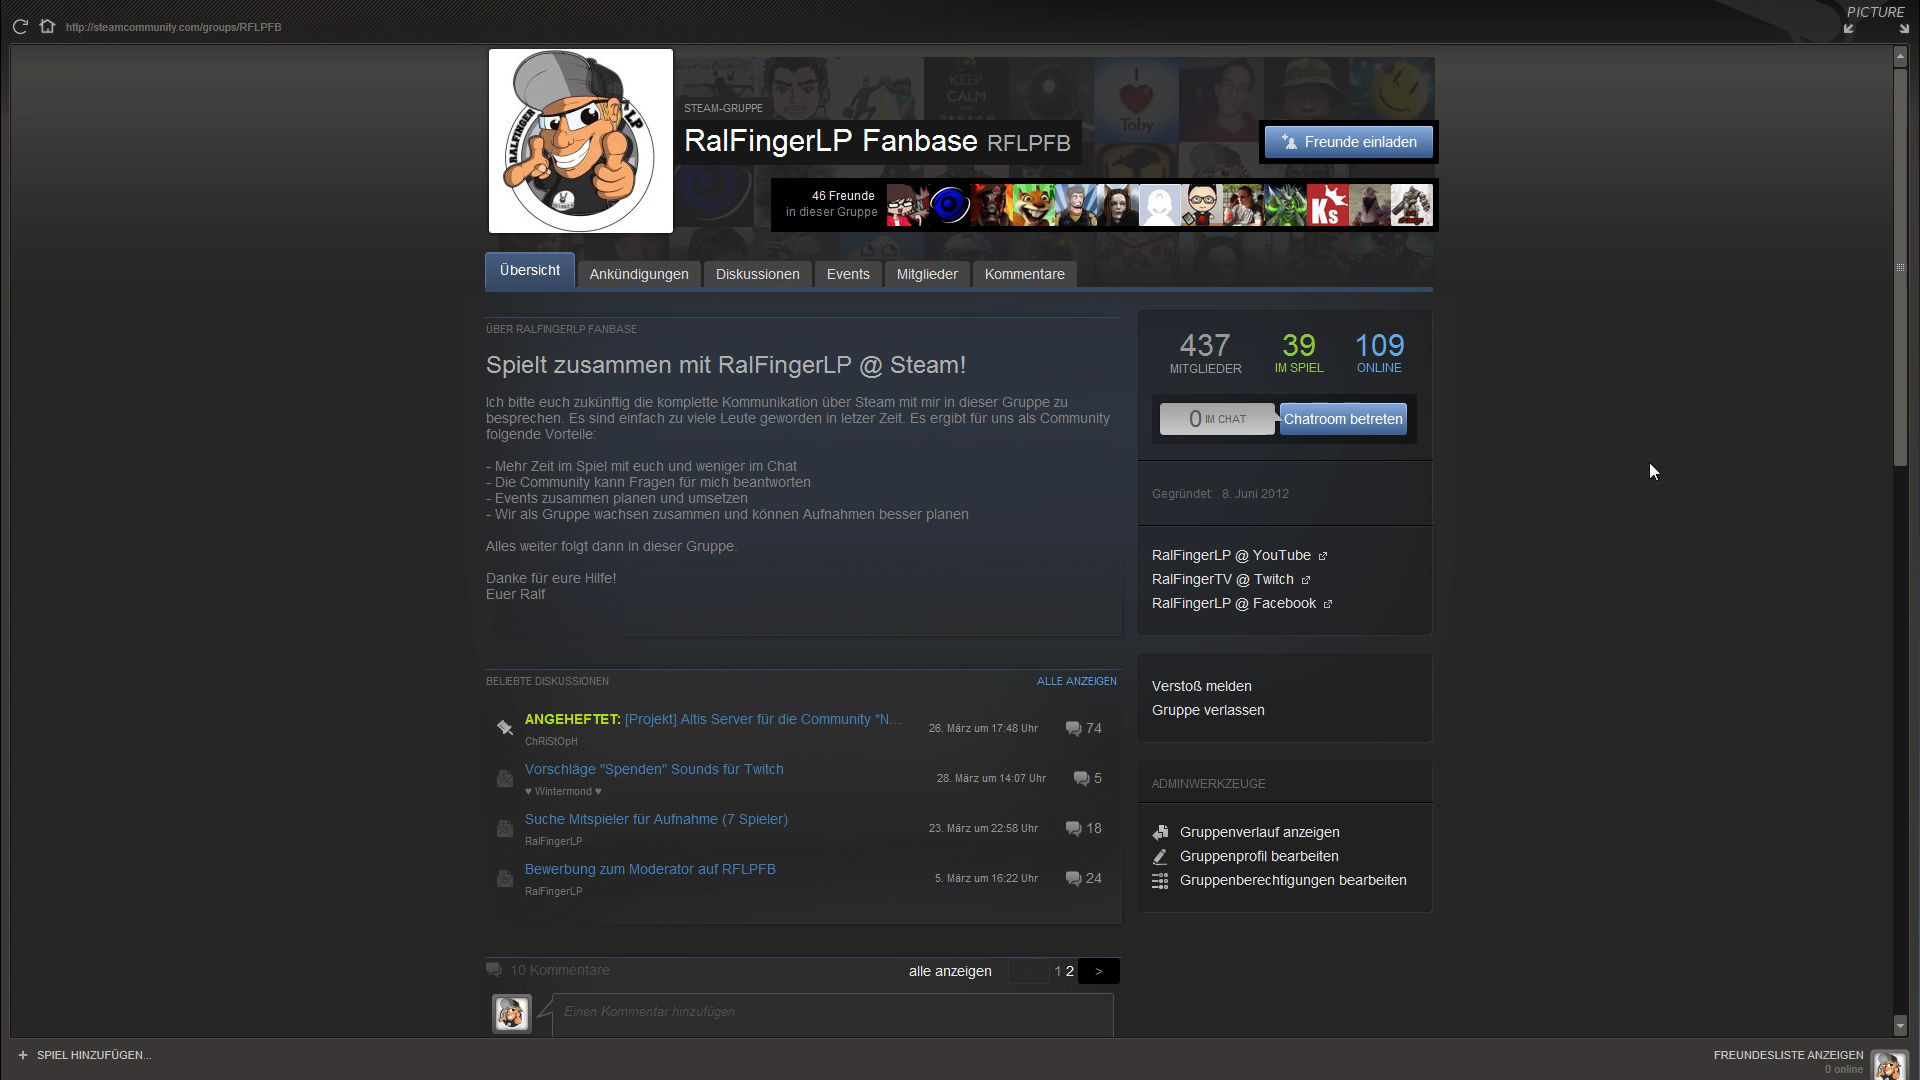 PICTURE
http://steamcommunity.com/groups/RFLPFB
RALFINGER LP
KEEP
CALM
I
Toby
STEAM-GRUPPE
RalFingerLP Fanbase RFLPFB
Freunde einladen
46 Freunde
in dieser Gruppe
Ks
Übersicht
Ankündigungen
Diskussionen
Events
Mitglieder
Kommentare
ÜBER RALFINGERLP FANBASE
Spielt zusammen mit RalFingerLP @ Steam!
Ich bitte euch zukünftig die komplette Kommunikation über Steam mit mir in dieser Gruppe zu
besprechen. Es sind einfach zu viele Leute geworden in letzer Zeit. Es ergibt für uns als Community
folgende Vorteile:
- Mehr Zeit im Spiel mit euch und weniger im Chat
- Die Community kann Fragen für mich beantworten
- Events zusammen planen und umsetzen
- Wir als Gruppe wachsen zusammen und können Aufnahmen besser planen
Alles weiter folgt dann in dieser Gruppe.
Danke für eure Hilfe!
Euer Ralf
437 39 109
MITGLIEDER IM SPIEL ONLINE
0 IM CHAT
Chatroom betreten
Gegründet: 8. Juni 2012
RalFingerLP @ YouTube
RalFingerTV @ Twitch
RalFingerLP @ Facebook
Verstoß melden
Gruppe verlassen
ADMINWERKZEUGE
Gruppenverlauf anzeigen
Gruppenprofil bearbeiten
Gruppenberechtigungen bearbeiten
BELIEBTE DISKUSSIONEN
ALLE ANZEIGEN
ANGEHEFTET: [Projekt] Altis Server für die Community *N...
ChRiStOpH
26. März um 17:48 Uhr
74
Vorschläge "Spenden" Sounds für Twitch
♥ Wintermond ♥
28. März um 14:07 Uhr
5
Suche Mitspieler für Aufnahme (7 Spieler)
RalFingerLP
23. März um 22:58 Uhr
18
Bewerbung zum Moderator auf RFLPFB
RalFingerLP
5. März um 16:22 Uhr
24
10 Kommentare
alle anzeigen < 1 2 >
Einen Kommentar hinzufügen
+ SPIEL HINZUFÜGEN...
FREUNDESLISTE ANZEIGEN
0 online